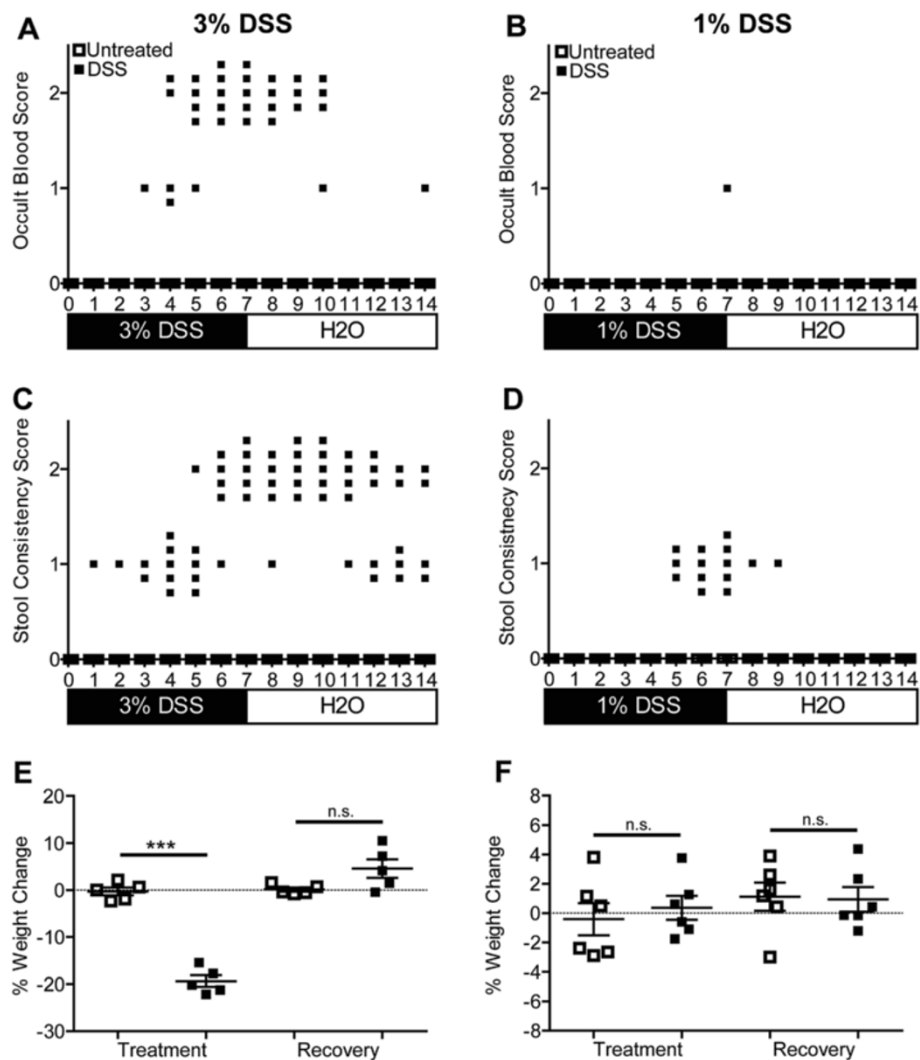 A
3% DSS
B
1% DSS
Untreated
DSS
Occult Blood Score
2
1
0
0 1 2 3 4 5 6 7 8 9 10 11 12 13 14
3% DSS H2O
Untreated
DSS
Occult Blood Score
2
1
0
0 1 2 3 4 5 6 7 8 9 10 11 12 13 14
1% DSS H2O
C
Stool Consistency Score
2
1
0
0 1 2 3 4 5 6 7 8 9 10 11 12 13 14
3% DSS H2O
D
Stool Consistnecy Score
2
1
0
0 1 2 3 4 5 6 7 8 9 10 11 12 13 14
1% DSS H2O
E
% Weight Change
20
10
0
-10
-20
-30
***
n.s.
Treatment Recovery
F
% Weight Change
8
6
4
2
0
-2
-4
-6
-8
n.s.
n.s.
Treatment Recovery